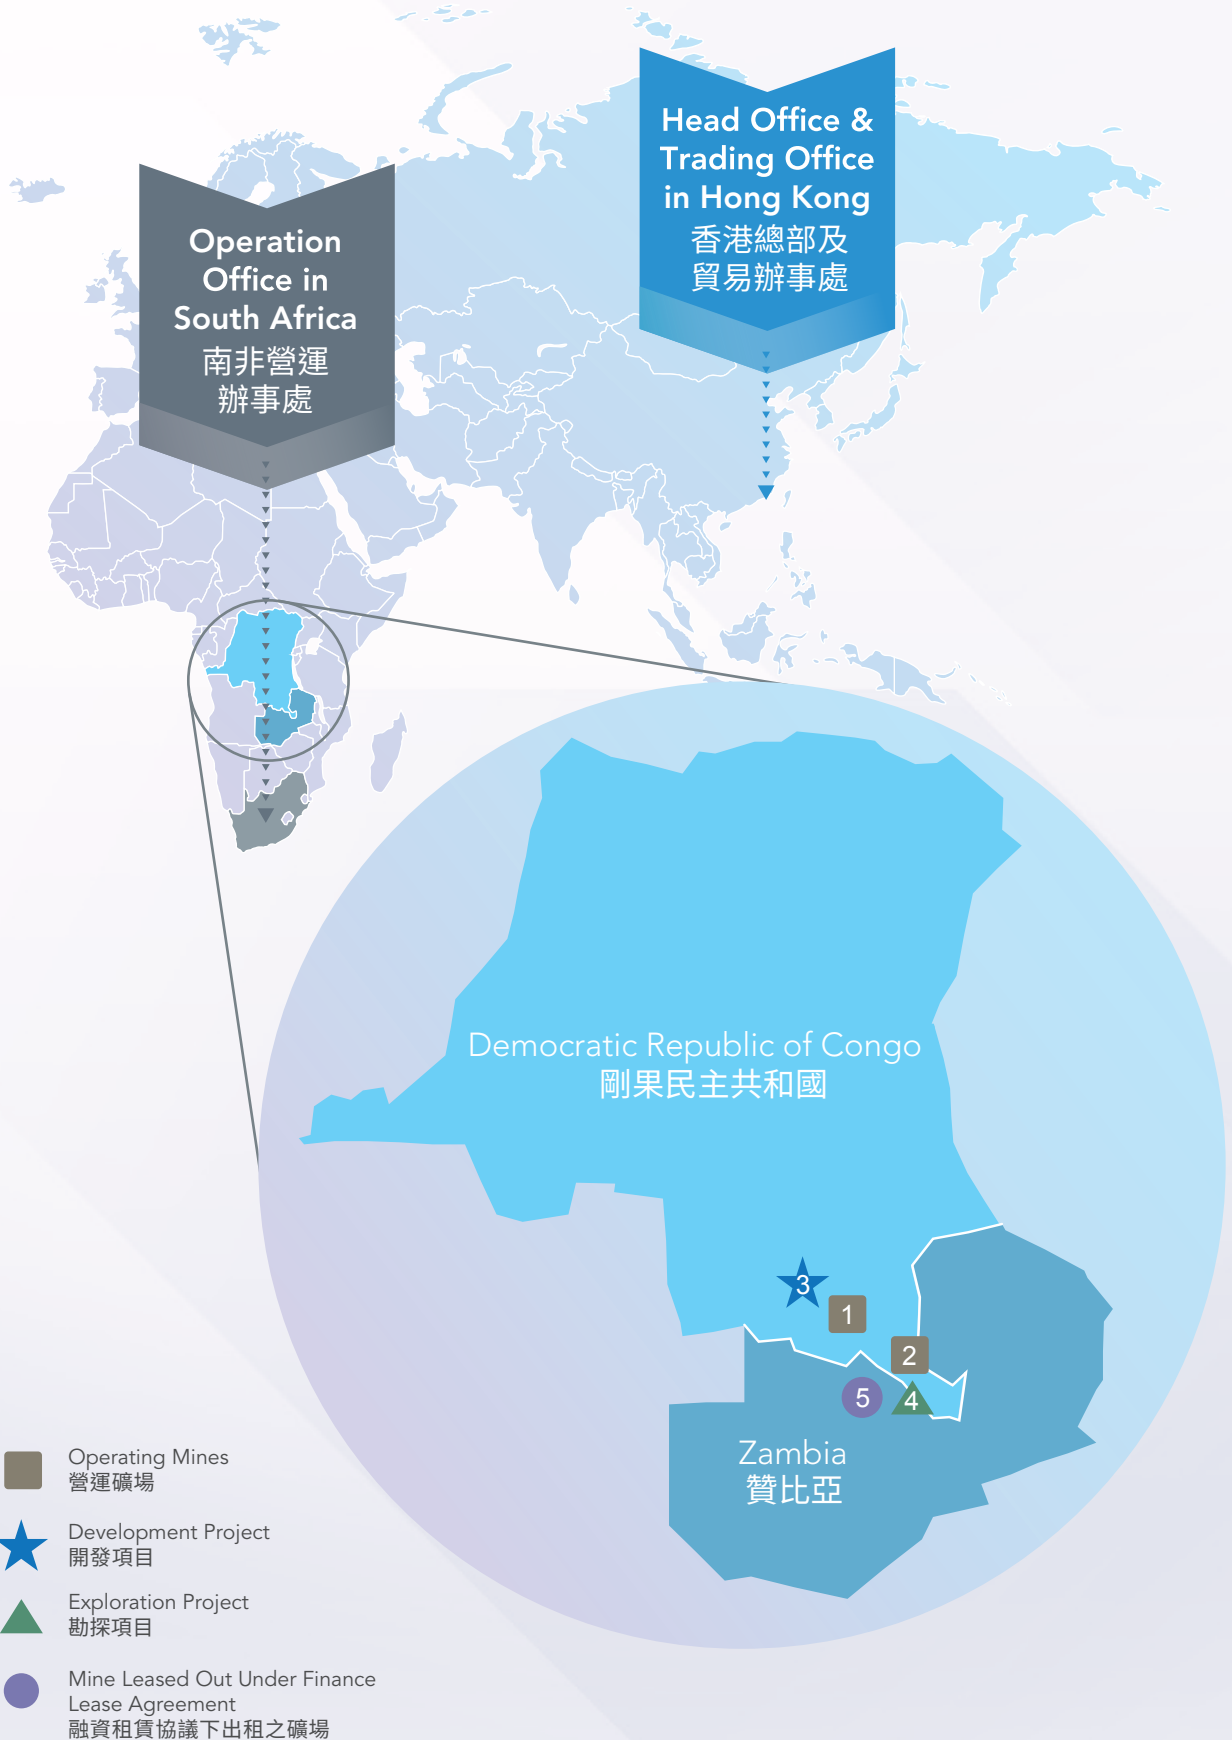 Head Office &
Trading Office
in Hong Kong
香港總部及
貿易辦事處
Operation
Office in
South Africa
南非營運
辦事處
Democratic Republic of Congo
剛果民主共和國
3
1
2
5
4
Zambia
贊比亞
Operating Mines
營運礦場
Development Project
開發項目
Exploration Project
勘探項目
Mine Leased Out Under Finance
Lease Agreement
融資租賃協議下出租之礦場